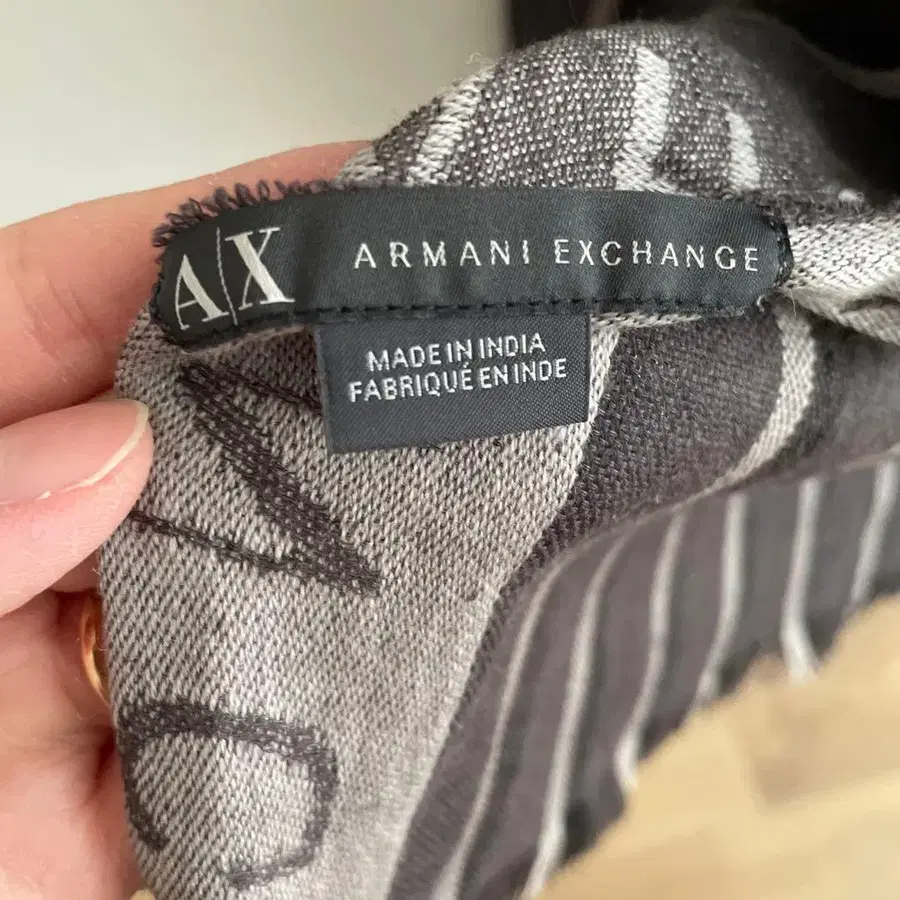 A|X ARMANI EXCHANGE
MADE IN INDIA
FABRIQUÉ EN INDE